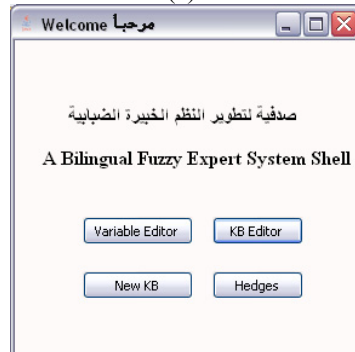 Welcome مرحباً
صدفية لتطوير النظم الخبيرة الضبابية
A Bilingual Fuzzy Expert System Shell
Variable Editor KB Editor
New KB Hedges